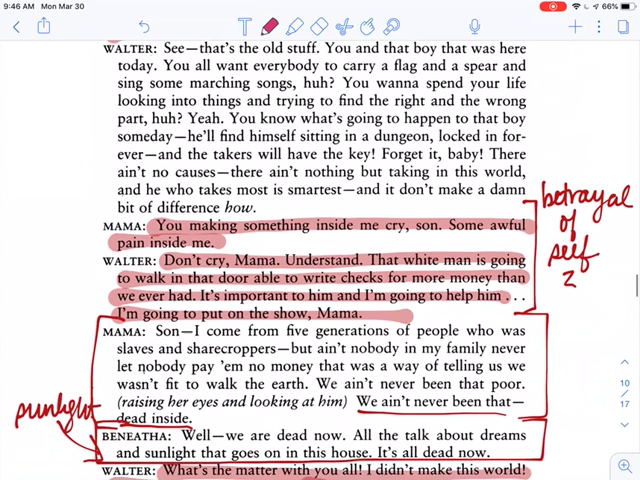 9:46 AM Mon Mar 30
66%
WALTER: See—that's the old stuff. You and that boy that was here
today. You all want everybody to carry a flag and a spear and
sing some marching songs, huh? You wanna spend your life
looking into things and trying to find the right and the wrong
part, huh? Yeah. You know what's going to happen to that boy
someday—he'll find himself sitting in a dungeon, locked in for-
ever—and the takers will have the key! Forget it, baby! There
ain't no causes—there ain't nothing but taking in this world,
and he who takes most is smartest—and it don't make a damn
bit of difference how.
MAMA: You making something inside me cry, son. Some awful
pain inside me.
WALTER: Don't cry, Mama. Understand. That white man is going
to walk in that door able to write checks for more money than
we ever had. It's important to him and I'm going to help him . . .
I'm going to put on the show, Mama.
betrayal
of
self
2
MAMA: Son—I come from five generations of people who was
slaves and sharecroppers—but ain't nobody in my family never
let nobody pay 'em no money that was a way of telling us we
wasn't fit to walk the earth. We ain't never been that poor.
(raising her eyes and looking at him) We ain't never been that—
dead inside.
sunlight
BENEATHA: Well—we are dead now. All the talk about dreams
and sunlight that goes on in this house. It's all dead now.
WALTER: What's the matter with you all! I didn't make this world!
10
17